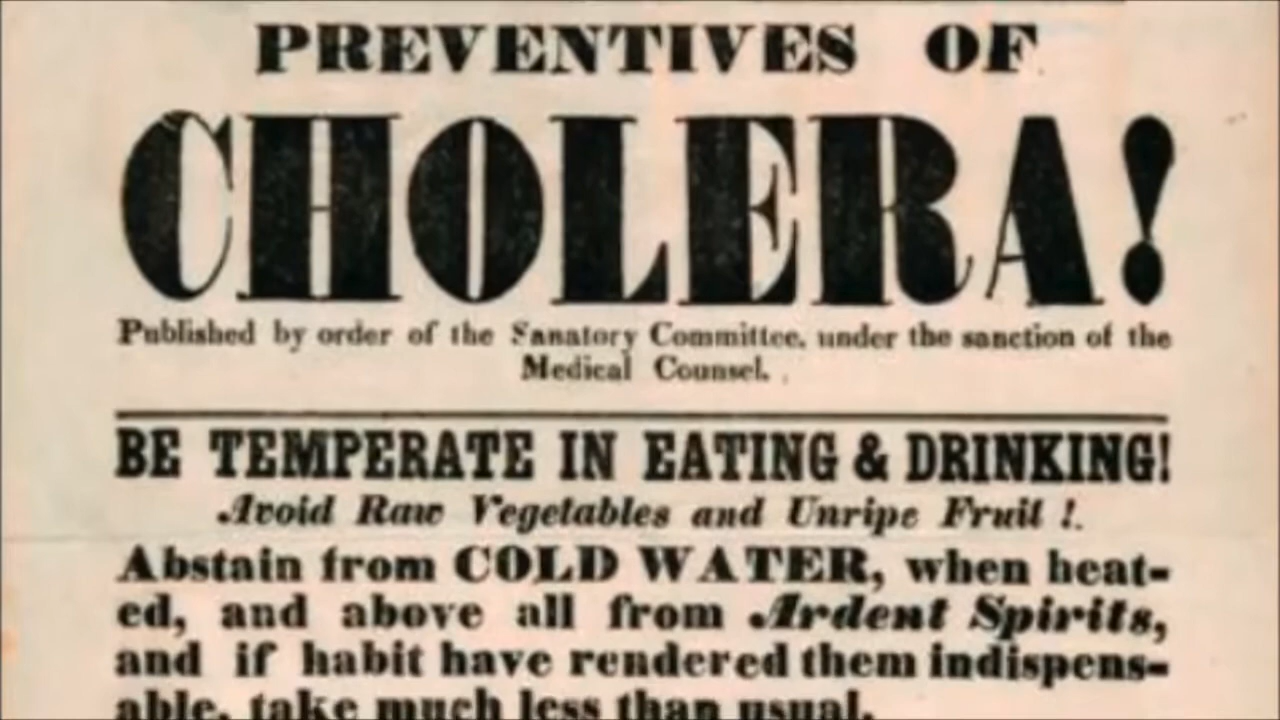 PREVENTIVES OF
CHOLERA!
Published by order of the Sanatory Committee, under the sanction of the
Medical Counsel.
BE TEMPERATE IN EATING & DRINKING!
Avoid Raw Vegetables and Unripe Fruit !.
Abstain from COLD WATER, when heat-
ed, and above all from Ardent Spirits,
and if habit have rendered them indispens-
able, take much less than usual.